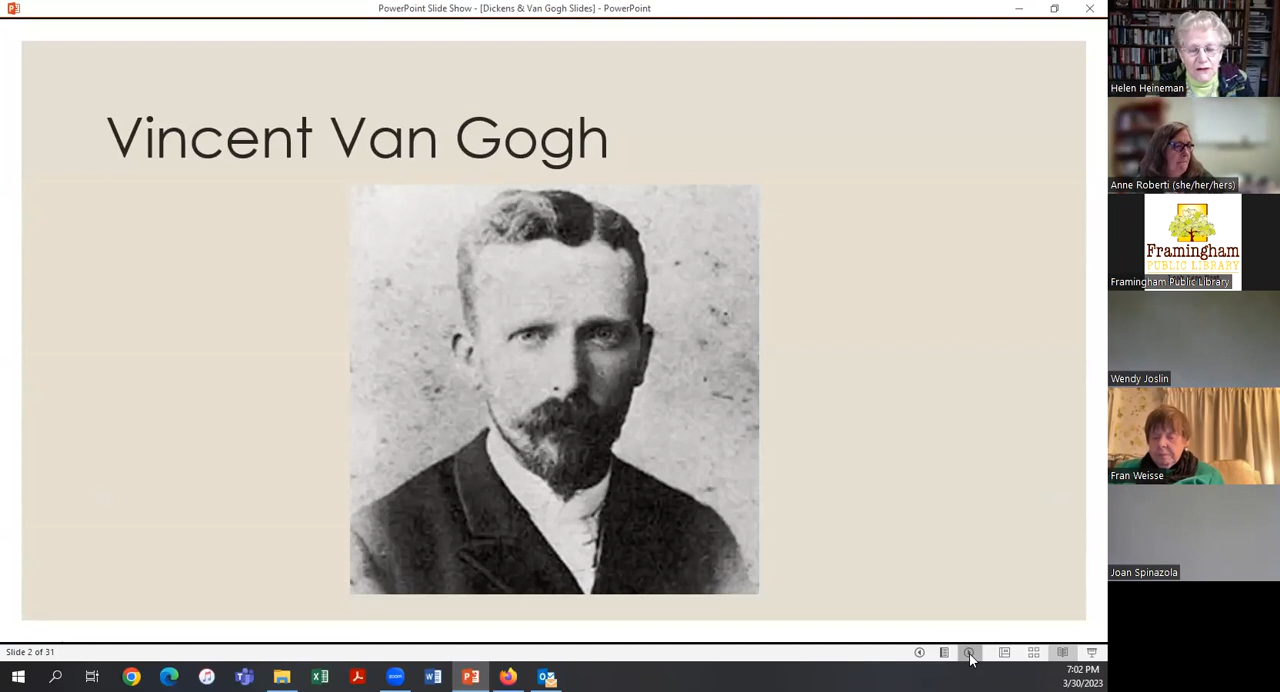 PowerPoint Slide Show - [Dickens & Van Gogh Slides] - PowerPoint
Vincent Van Gogh
Helen Heineman
Anne Roberti (she/her/hers)
Framingham
PUBLIC LIBRARY
Framingham Public Library
Wendy Joslin
Fran Weisse
Joan Spinazola
Slide 2 of 31
7:02 PM
3/30/2023
zoom